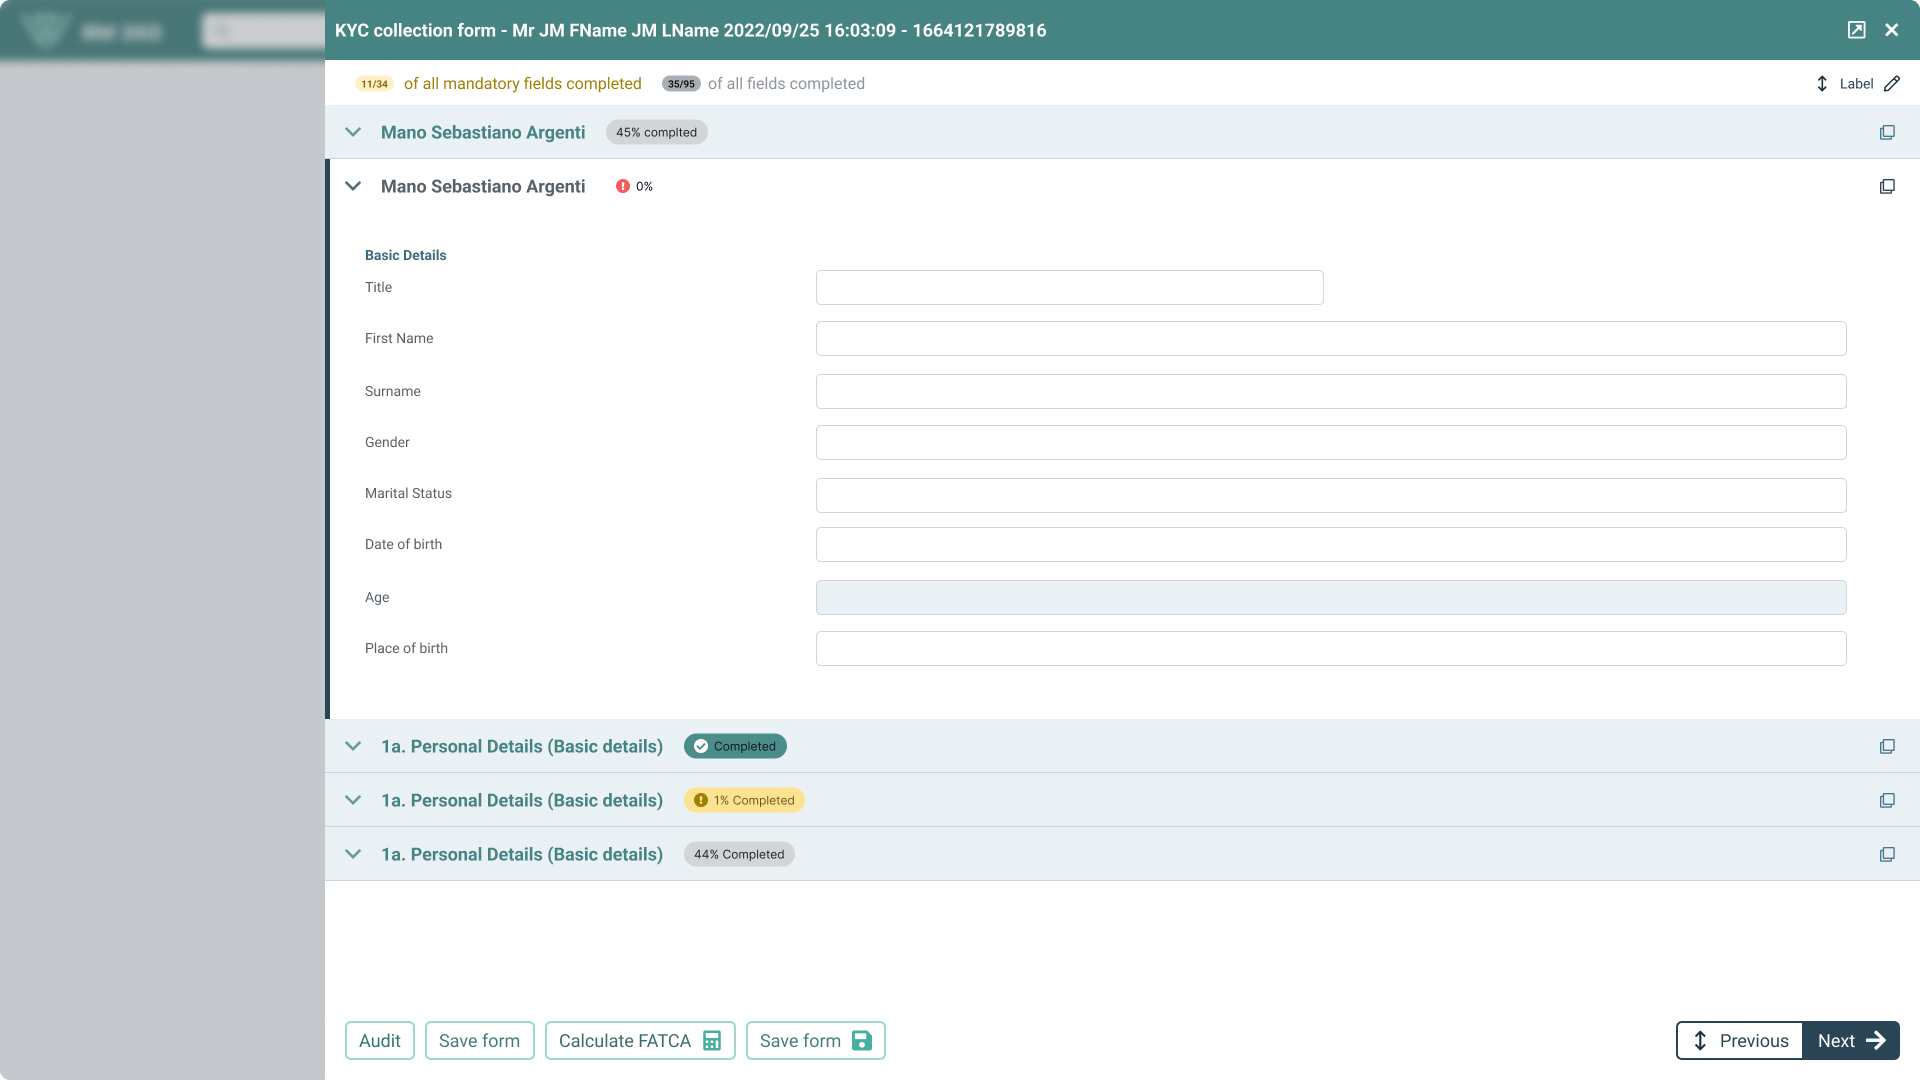 RM 360
KYC collection form - Mr JM FName JM LName 2022/09/25 16:03:09 - 1664121789816
11/34 of all mandatory fields completed 35/95 of all fields completed Label
Mano Sebastiano Argenti 45% complted
Mano Sebastiano Argenti 0%
Basic Details
Title
First Name
Surname
Gender
Marital Status
Date of birth
Age
Place of birth
1a. Personal Details (Basic details) Completed
1a. Personal Details (Basic details) 1% Completed
1a. Personal Details (Basic details) 44% Completed
Audit Save form Calculate FATCA Save form Previous Next